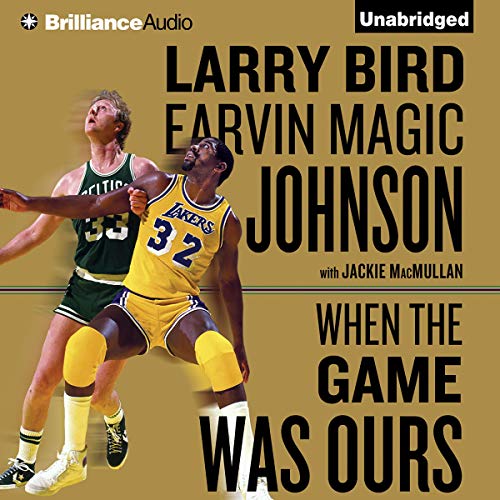 BrillianceAudio
Unabridged
LARRY BIRD
EARVIN MAGIC
JOHNSON
with JACKIE MACMULLAN
CELTICS
33
LAKERS
32
WHEN THE
GAME
WAS OURS